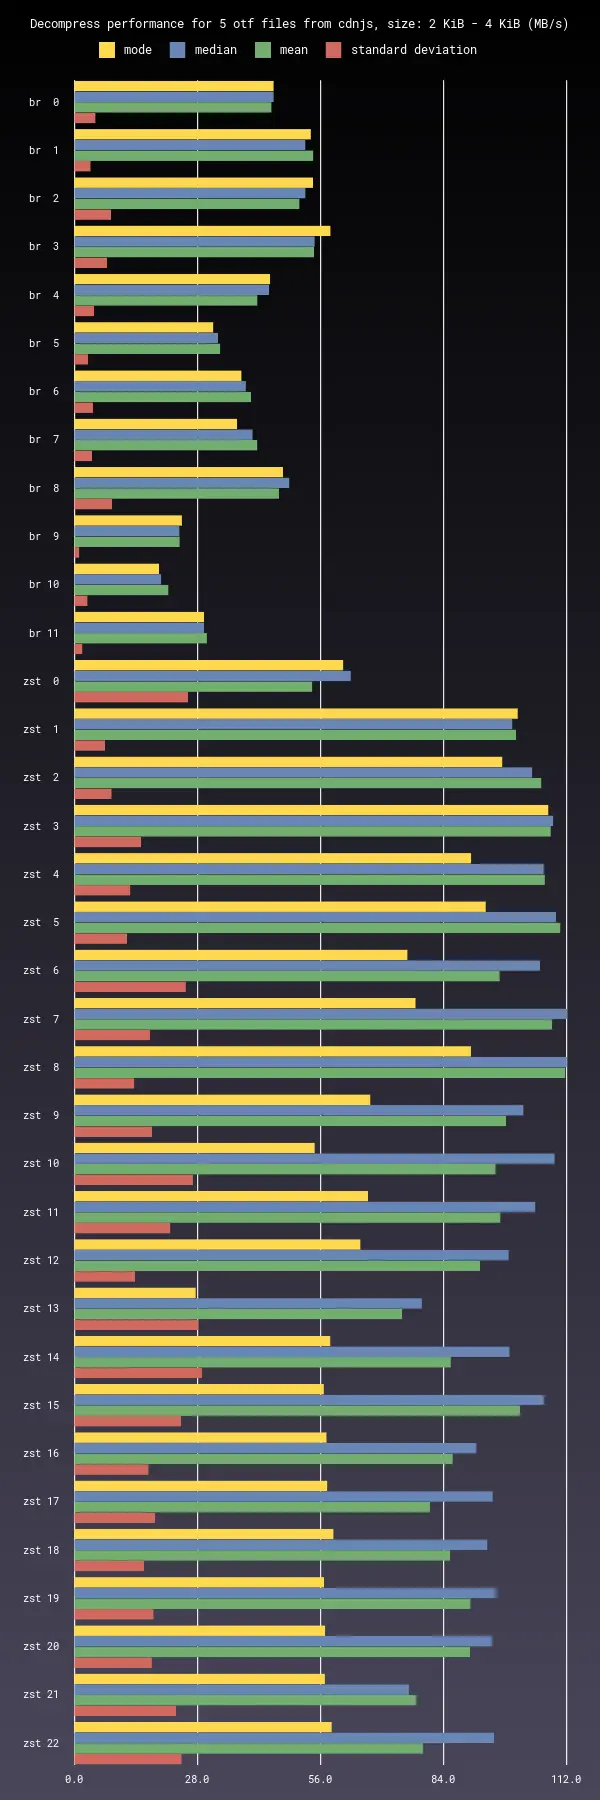 Decompress performance for 5 otf files from cdnjs, size: 2 KiB - 4 KiB (MB/s)
mode median mean standard deviation
br 0
br 1
br 2
br 3
br 4
br 5
br 6
br 7
br 8
br 9
br 10
br 11
zst 0
zst 1
zst 2
zst 3
zst 4
zst 5
zst 6
zst 7
zst 8
zst 9
zst 10
zst 11
zst 12
zst 13
zst 14
zst 15
zst 16
zst 17
zst 18
zst 19
zst 20
zst 21
zst 22
0.0 28.0 56.0 84.0 112.0